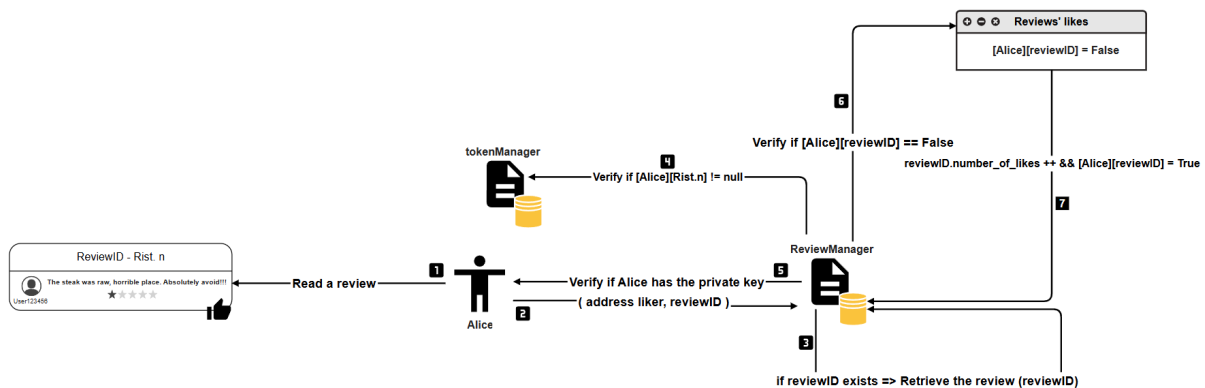 Reviews' likes
[Alice][reviewID] = False
6
Verify if [Alice][reviewID] == False
reviewID.number_of_likes ++ && [Alice][reviewID] = True
7
tokenManager
4
Verify if [Alice][Rist.n] != null
ReviewManager
ReviewID - Rist. n
The steak was raw, horrible place. Absolutely avoid!!!
User123456
1
Read a review
Alice
5
Verify if Alice has the private key
( address liker, reviewID )
2
3
if reviewID exists => Retrieve the review (reviewID)